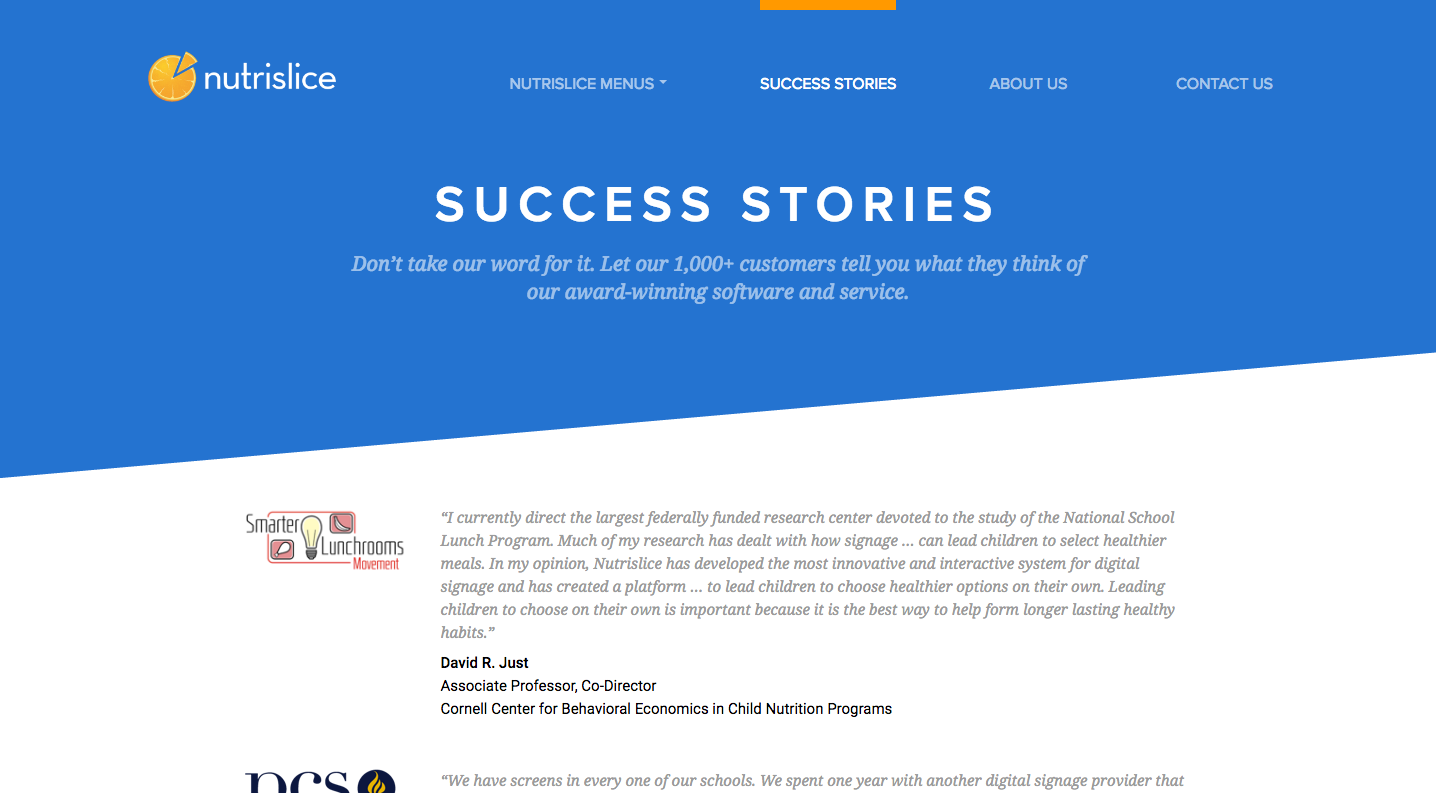 nutrislice
NUTRISLICE MENUS
SUCCESS STORIES
ABOUT US
CONTACT US
SUCCESS STORIES
Don’t take our word for it. Let our 1,000+ customers tell you what they think of
our award-winning software and service.
Smarter
Lunchrooms
Movement
“I currently direct the largest federally funded research center devoted to the study of the National School
Lunch Program. Much of my research has dealt with how signage ... can lead children to select healthier
meals. In my opinion, Nutrislice has developed the most innovative and interactive system for digital
signage and has created a platform ... to lead children to choose healthier options on their own. Leading
children to choose on their own is important because it is the best way to help form longer lasting healthy
habits.”
David R. Just
Associate Professor, Co-Director
Cornell Center for Behavioral Economics in Child Nutrition Programs
pcs
“We have screens in every one of our schools. We spent one year with another digital signage provider that